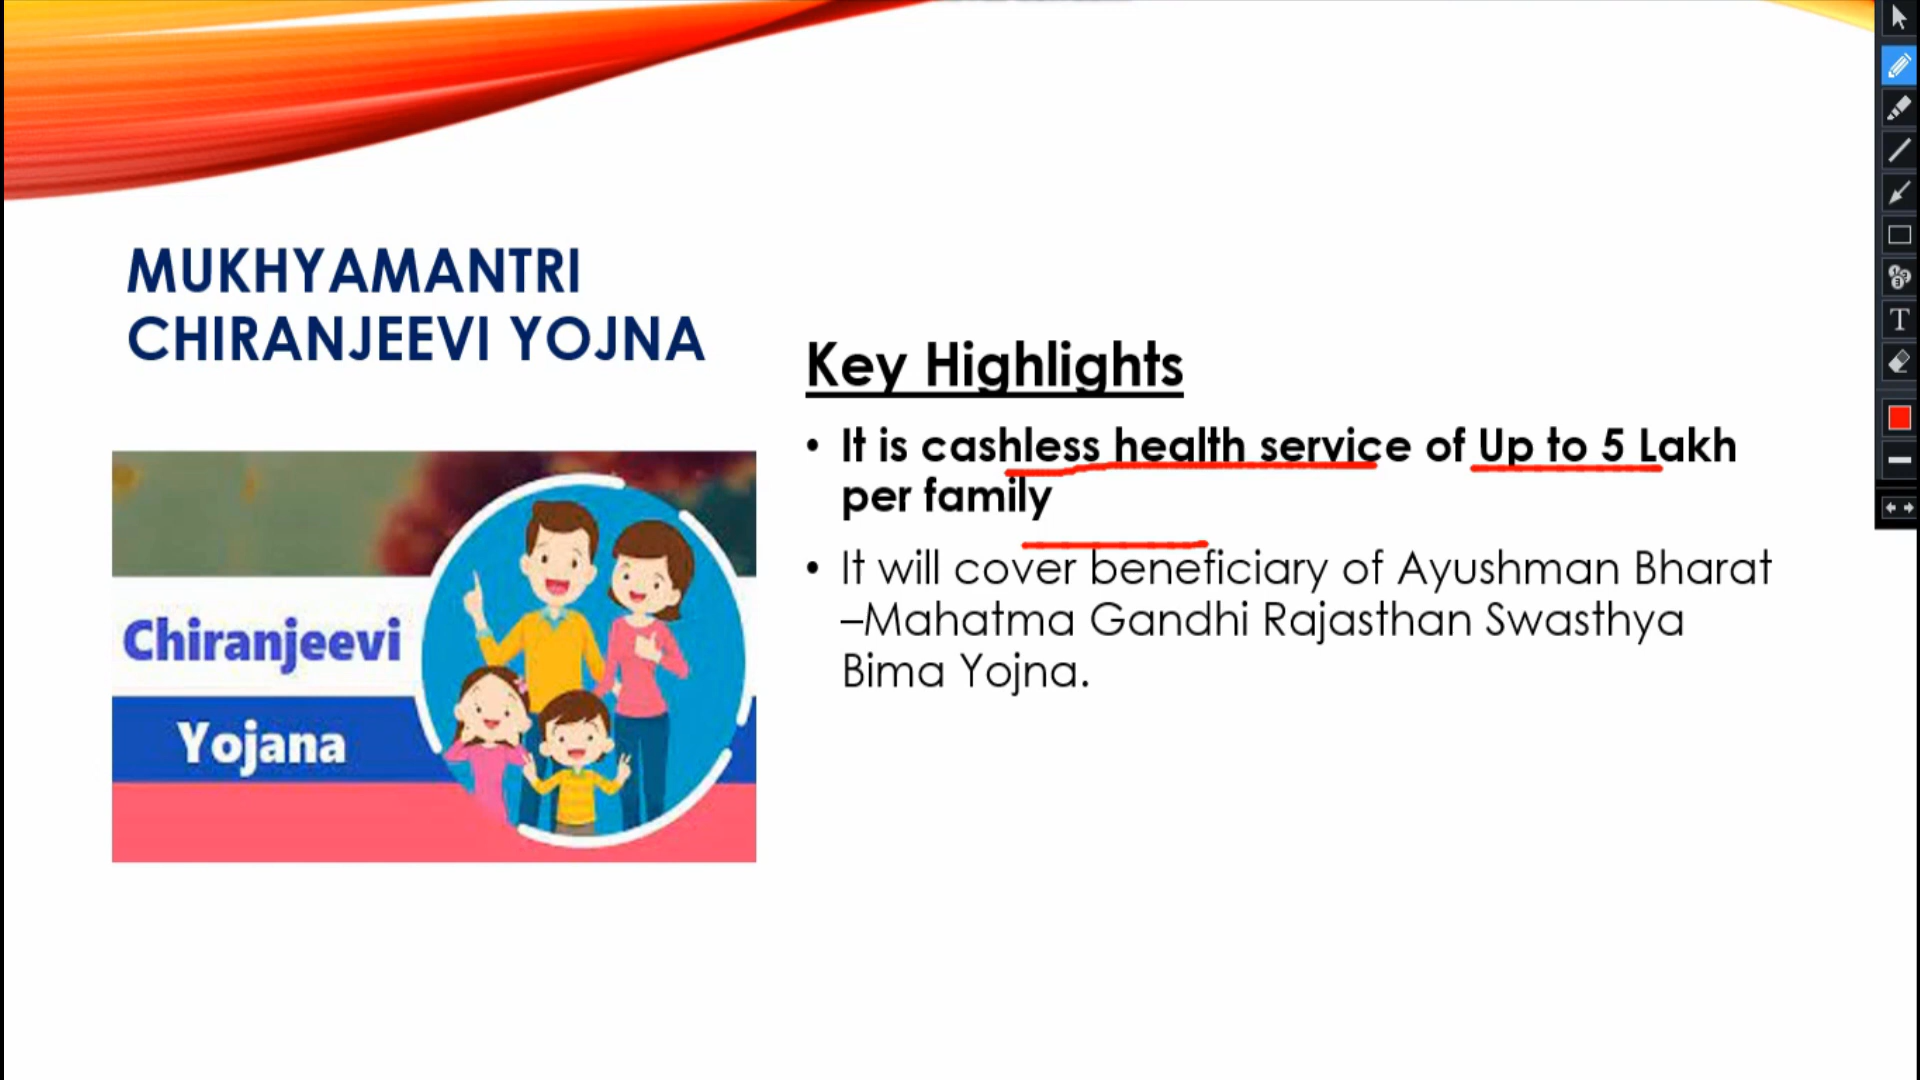 MUKHYAMANTRI
CHIRANJEEVI YOJNA
Chiranjeevi
Yojana
Key Highlights
• It is cashless health service of Up to 5 Lakh
per family
• It will cover beneficiary of Ayushman Bharat
–Mahatma Gandhi Rajasthan Swasthya
Bima Yojna.
T